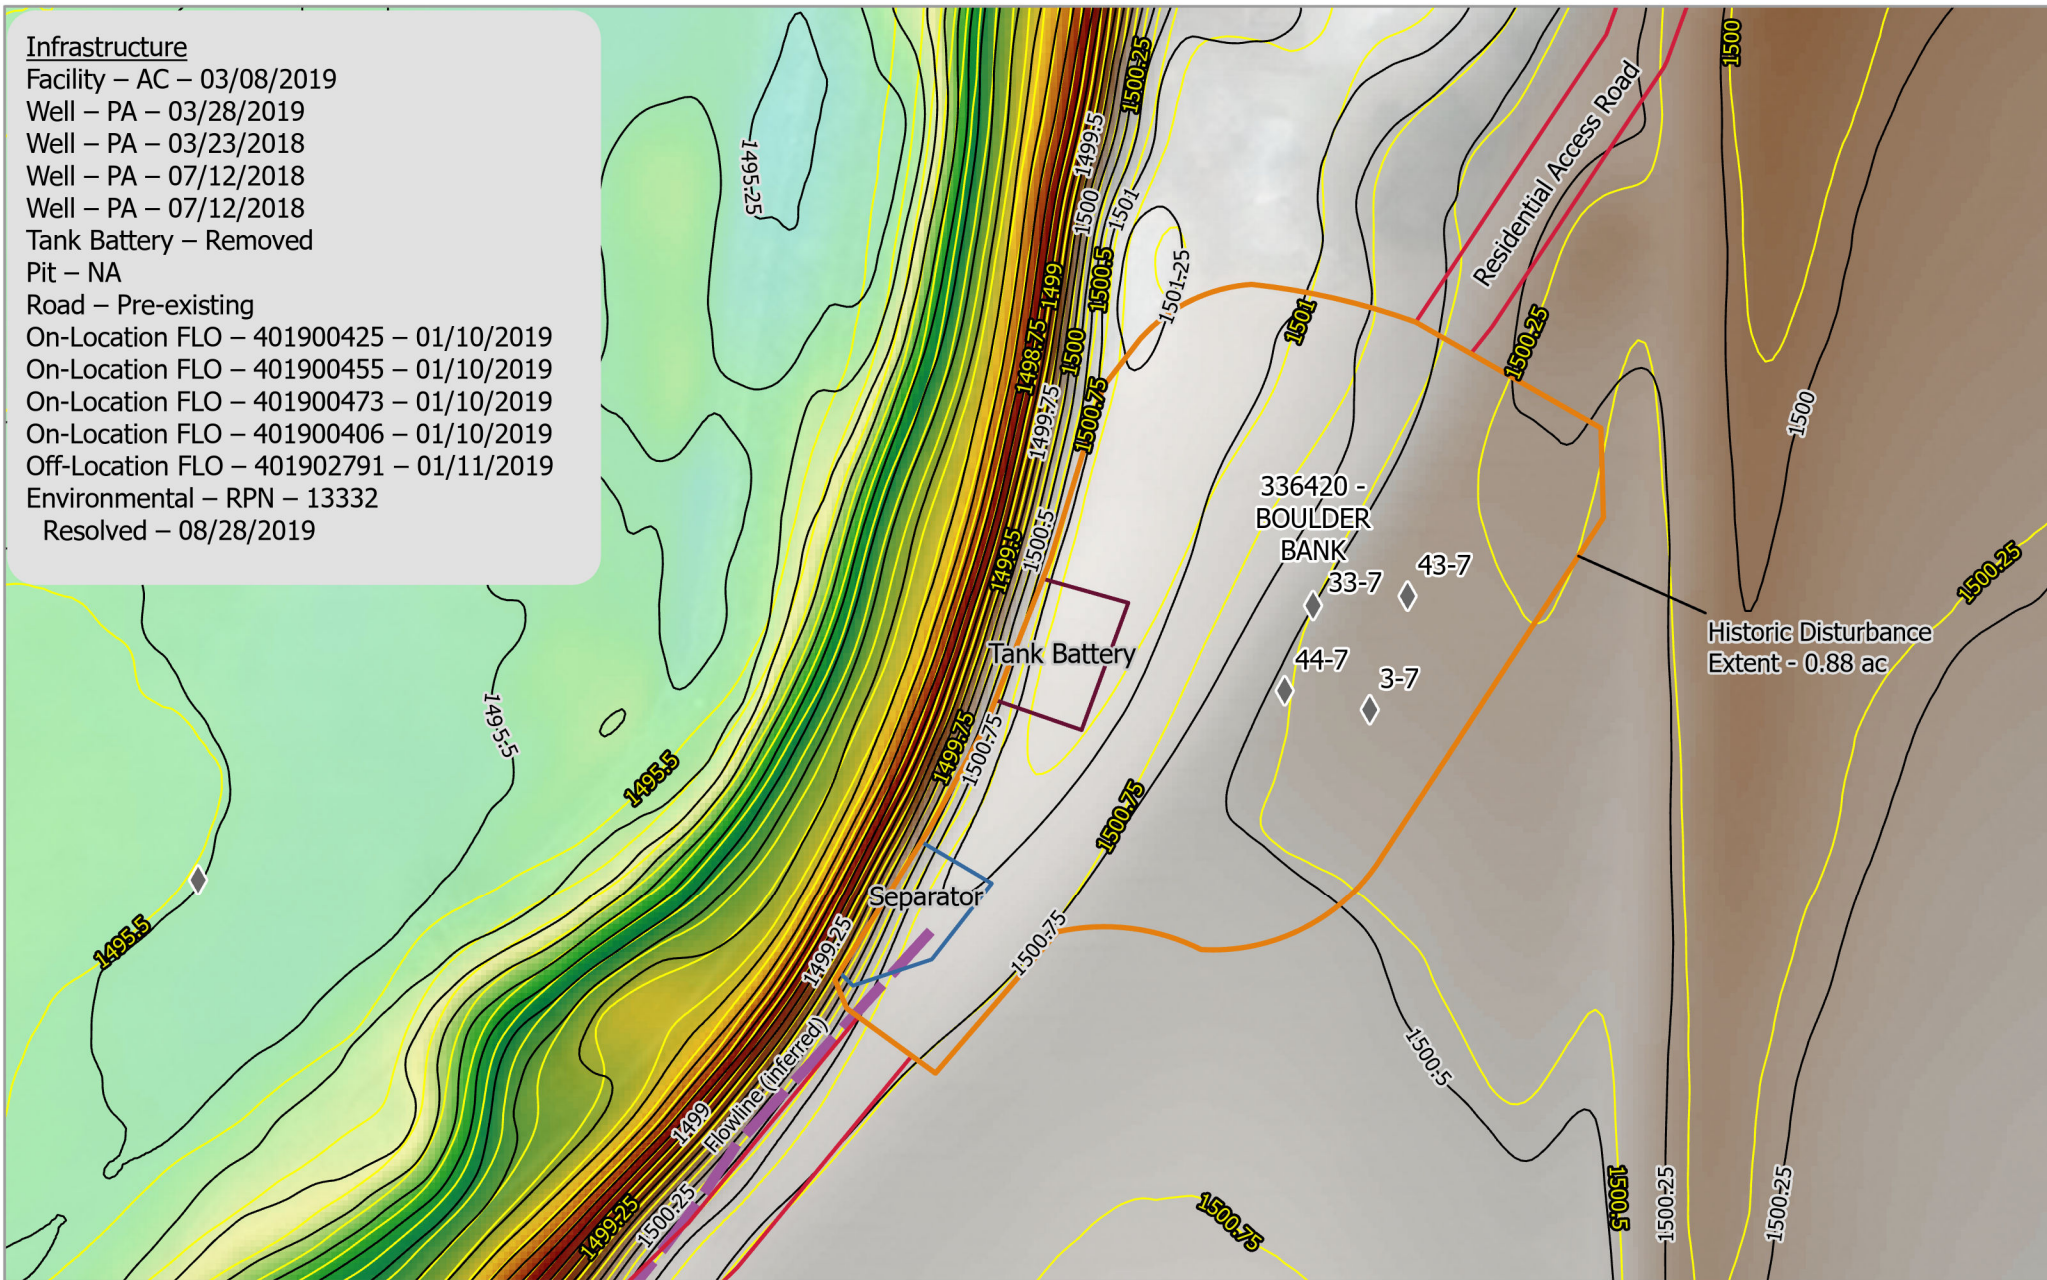 Infrastructure
Facility – AC – 03/08/2019
Well – PA – 03/28/2019
Well – PA – 03/23/2018
Well – PA – 07/12/2018
Well – PA – 07/12/2018
Tank Battery – Removed
Pit – NA
Road – Pre-existing
On-Location FLO – 401900425 – 01/10/2019
On-Location FLO – 401900455 – 01/10/2019
On-Location FLO – 401900473 – 01/10/2019
On-Location FLO – 401900406 – 01/10/2019
Off-Location FLO – 401902791 – 01/11/2019
Environmental – RPN – 13332
Resolved – 08/28/2019
1495.25
1500.25
1499.5
1500
1501
1499
1500.5
1501.25
1498.75
1500
1499.75
1500.75
1501
Residential Access Road
1500
1500.25
1500
1500.25
336420 -
BOULDER
BANK
33-7
43-7
44-7
3-7
1499.5
1500.5
Tank Battery
Historic Disturbance
Extent - 0.88 ac
1495.5
1495.5
1499.75
1500.75
1500.75
Separator
1495.5
1499.25
1500.75
Flowline (inferred)
1499
1500.5
1499.25
1500.25
1500.75
1500.5
1500.25
1500.25